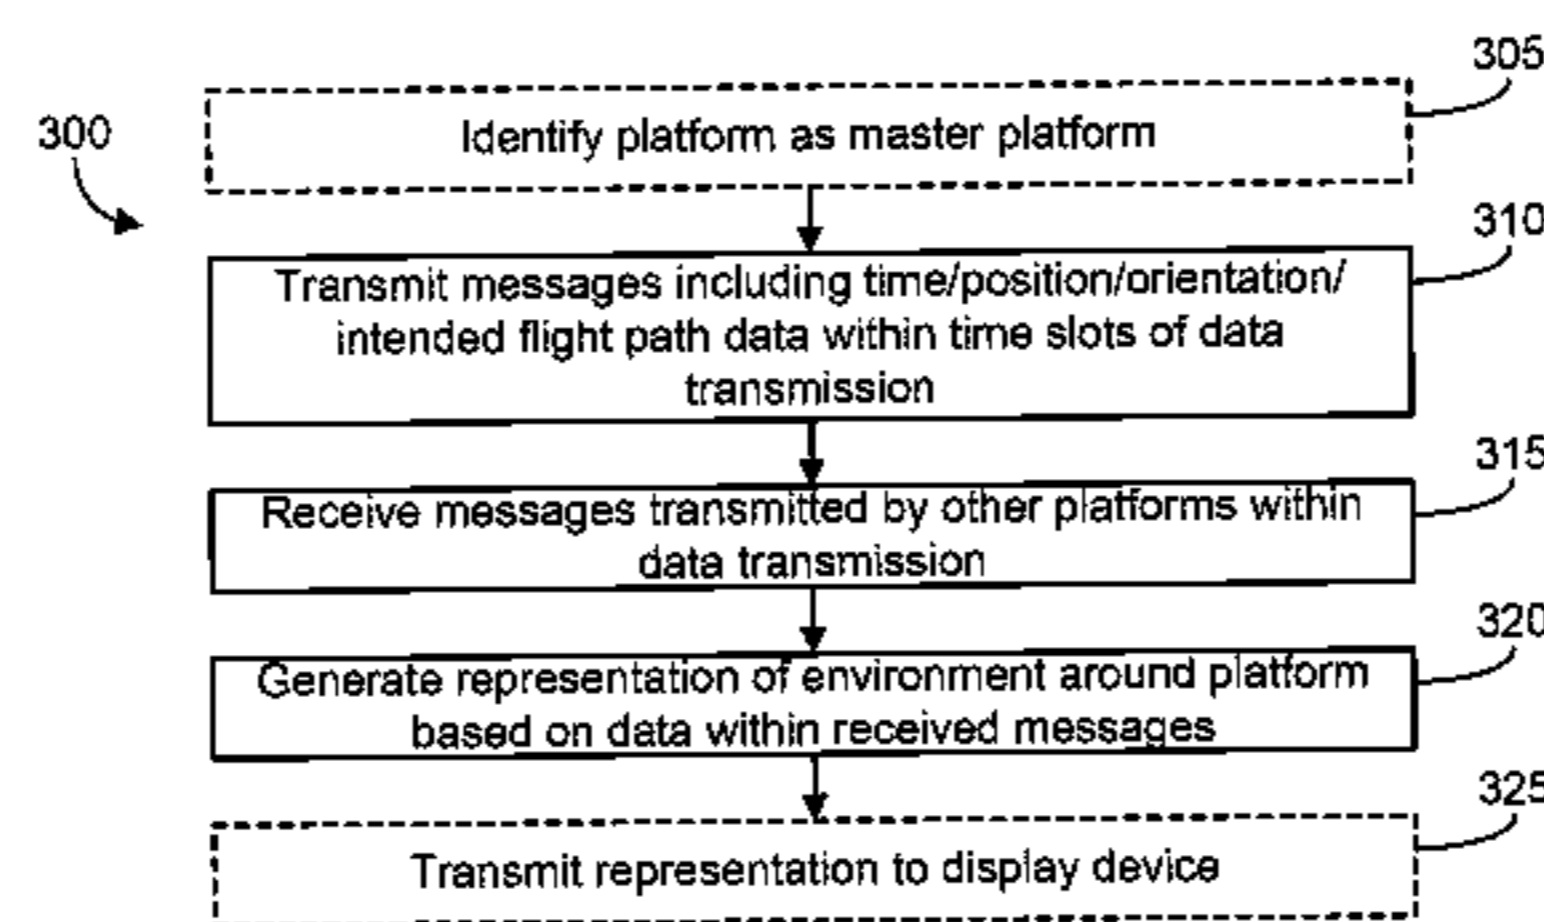 305
Identify platform as master platform
300
310
Transmit messages including time/position/orientation/
intended flight path data within time slots of data
transmission
315
Receive messages transmitted by other platforms within
data transmission
320
Generate representation of environment around platform
based on data within received messages
325
Transmit representation to display device